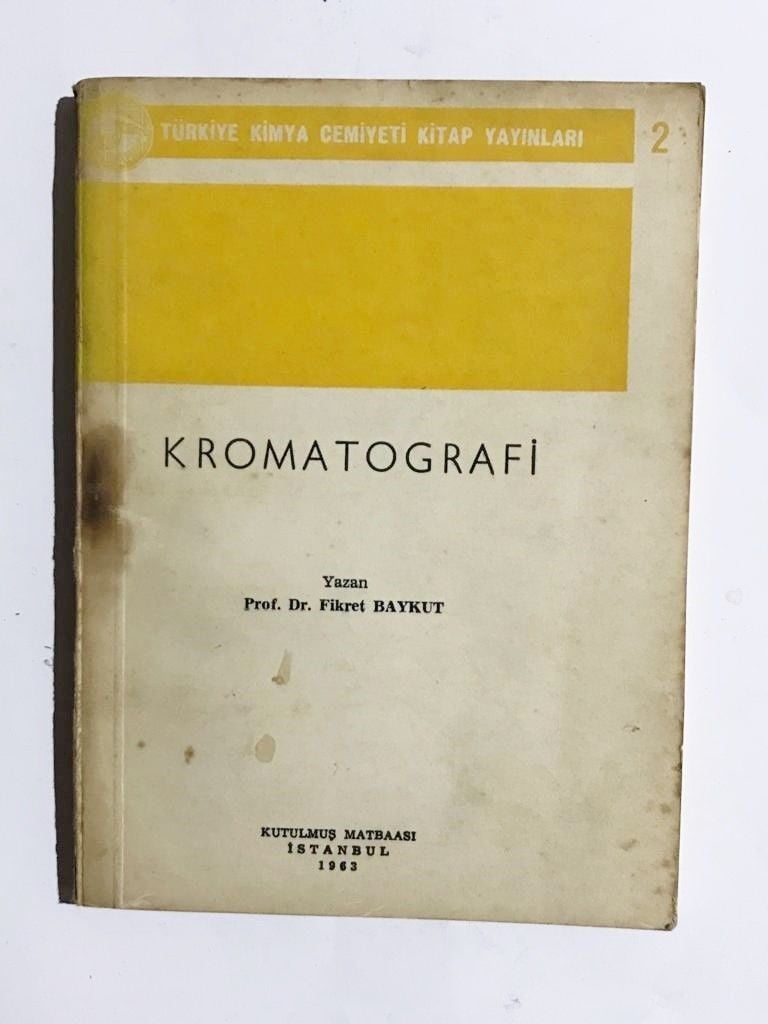 TÜRKİYE KİMYA CEMİYETİ KİTAP YAYINLARI 2
KROMATOGRAFİ
Yazan
Prof. Dr. Fikret BAYKUT
KUTULMUŞ MATBAASI
İSTANBUL
1963